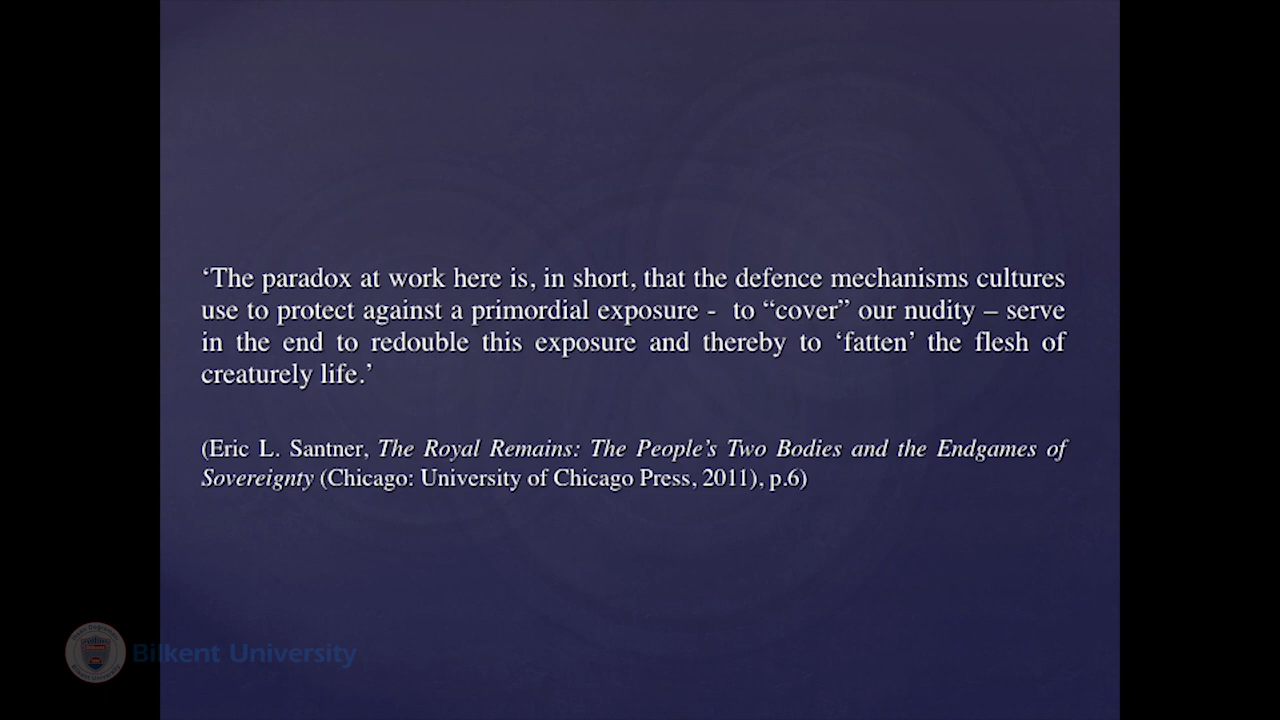 ‘The paradox at work here is, in short, that the defence mechanisms cultures
use to protect against a primordial exposure -  to “cover” our nudity – serve
in the end to redouble this exposure and thereby to ‘fatten’ the flesh of
creaturely life.’
(Eric L. Santner, The Royal Remains: The People’s Two Bodies and the Endgames of
Sovereignty (Chicago: University of Chicago Press, 2011), p.6)
Bilkent University